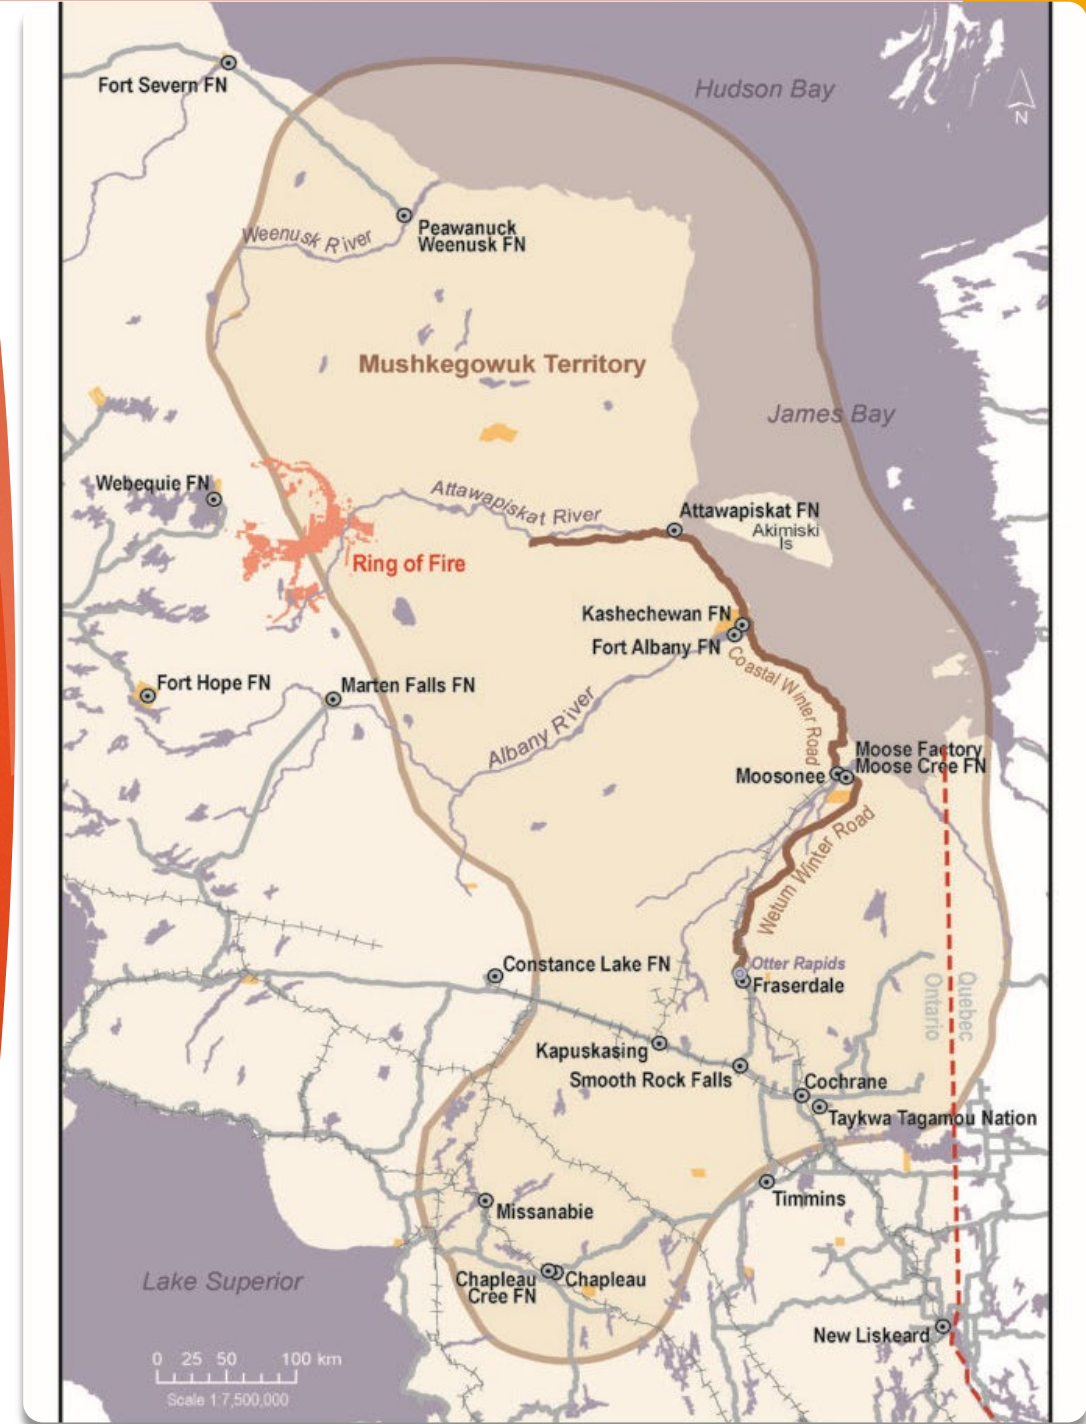 Hudson Bay
N
Fort Severn FN
Peawanuck
Weenusk FN
Weenusk River
Mushkegowuk Territory
James Bay
Webequie FN
Attawapiskat River
Attawapiskat FN
Akimiski
Is
Ring of Fire
Kashechewan FN
Fort Albany FN
Coastal Winter Road
Fort Hope FN
Marten Falls FN
Albany River
Moose Factory
Moose Cree FN
Moosonee
Wetum Winter Road
Constance Lake FN
Otter Rapids
Fraserdale
Ontario
Quebec
Kapuskasing
Smooth Rock Falls
Cochrane
Taykwa Tagamou Nation
Timmins
Missanabie
Chapleau
Cree FN
Chapleau
Lake Superior
New Liskeard
0 25 50 100 km
Scale 1:7,500,000